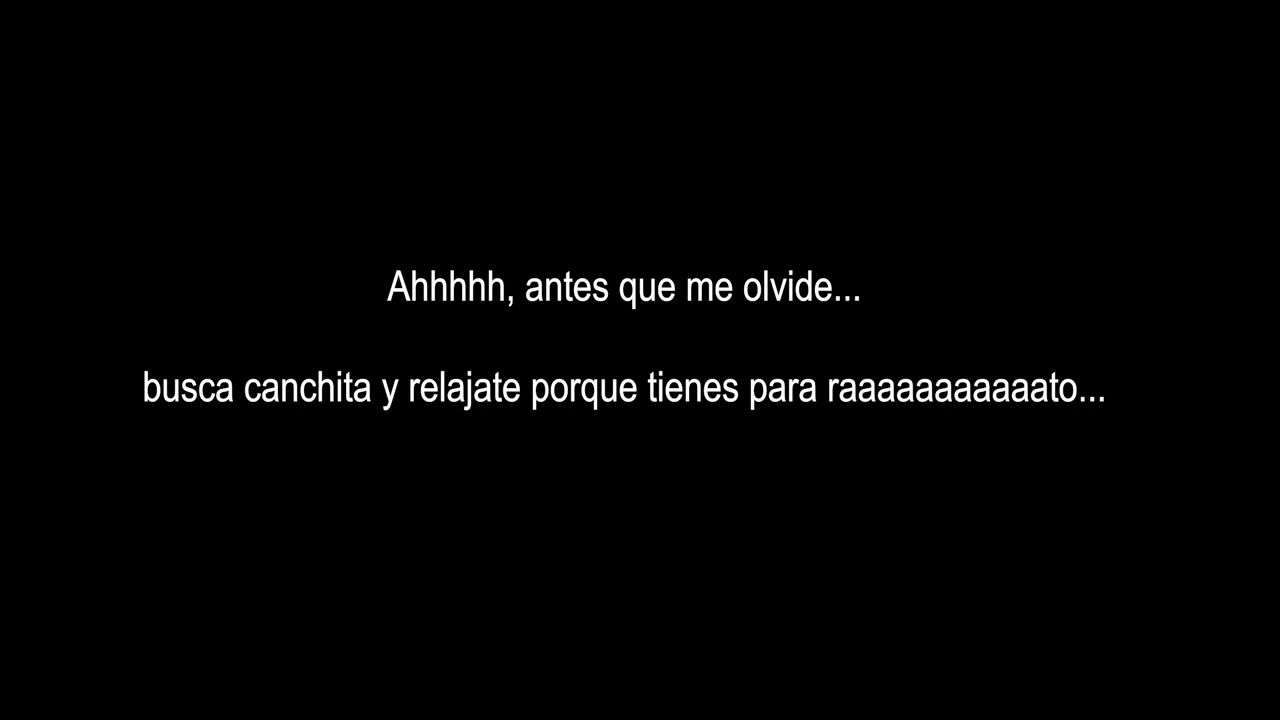 Ahhhhh, antes que me olvide...
busca canchita y relajate porque tienes para raaaaaaaaaaato...